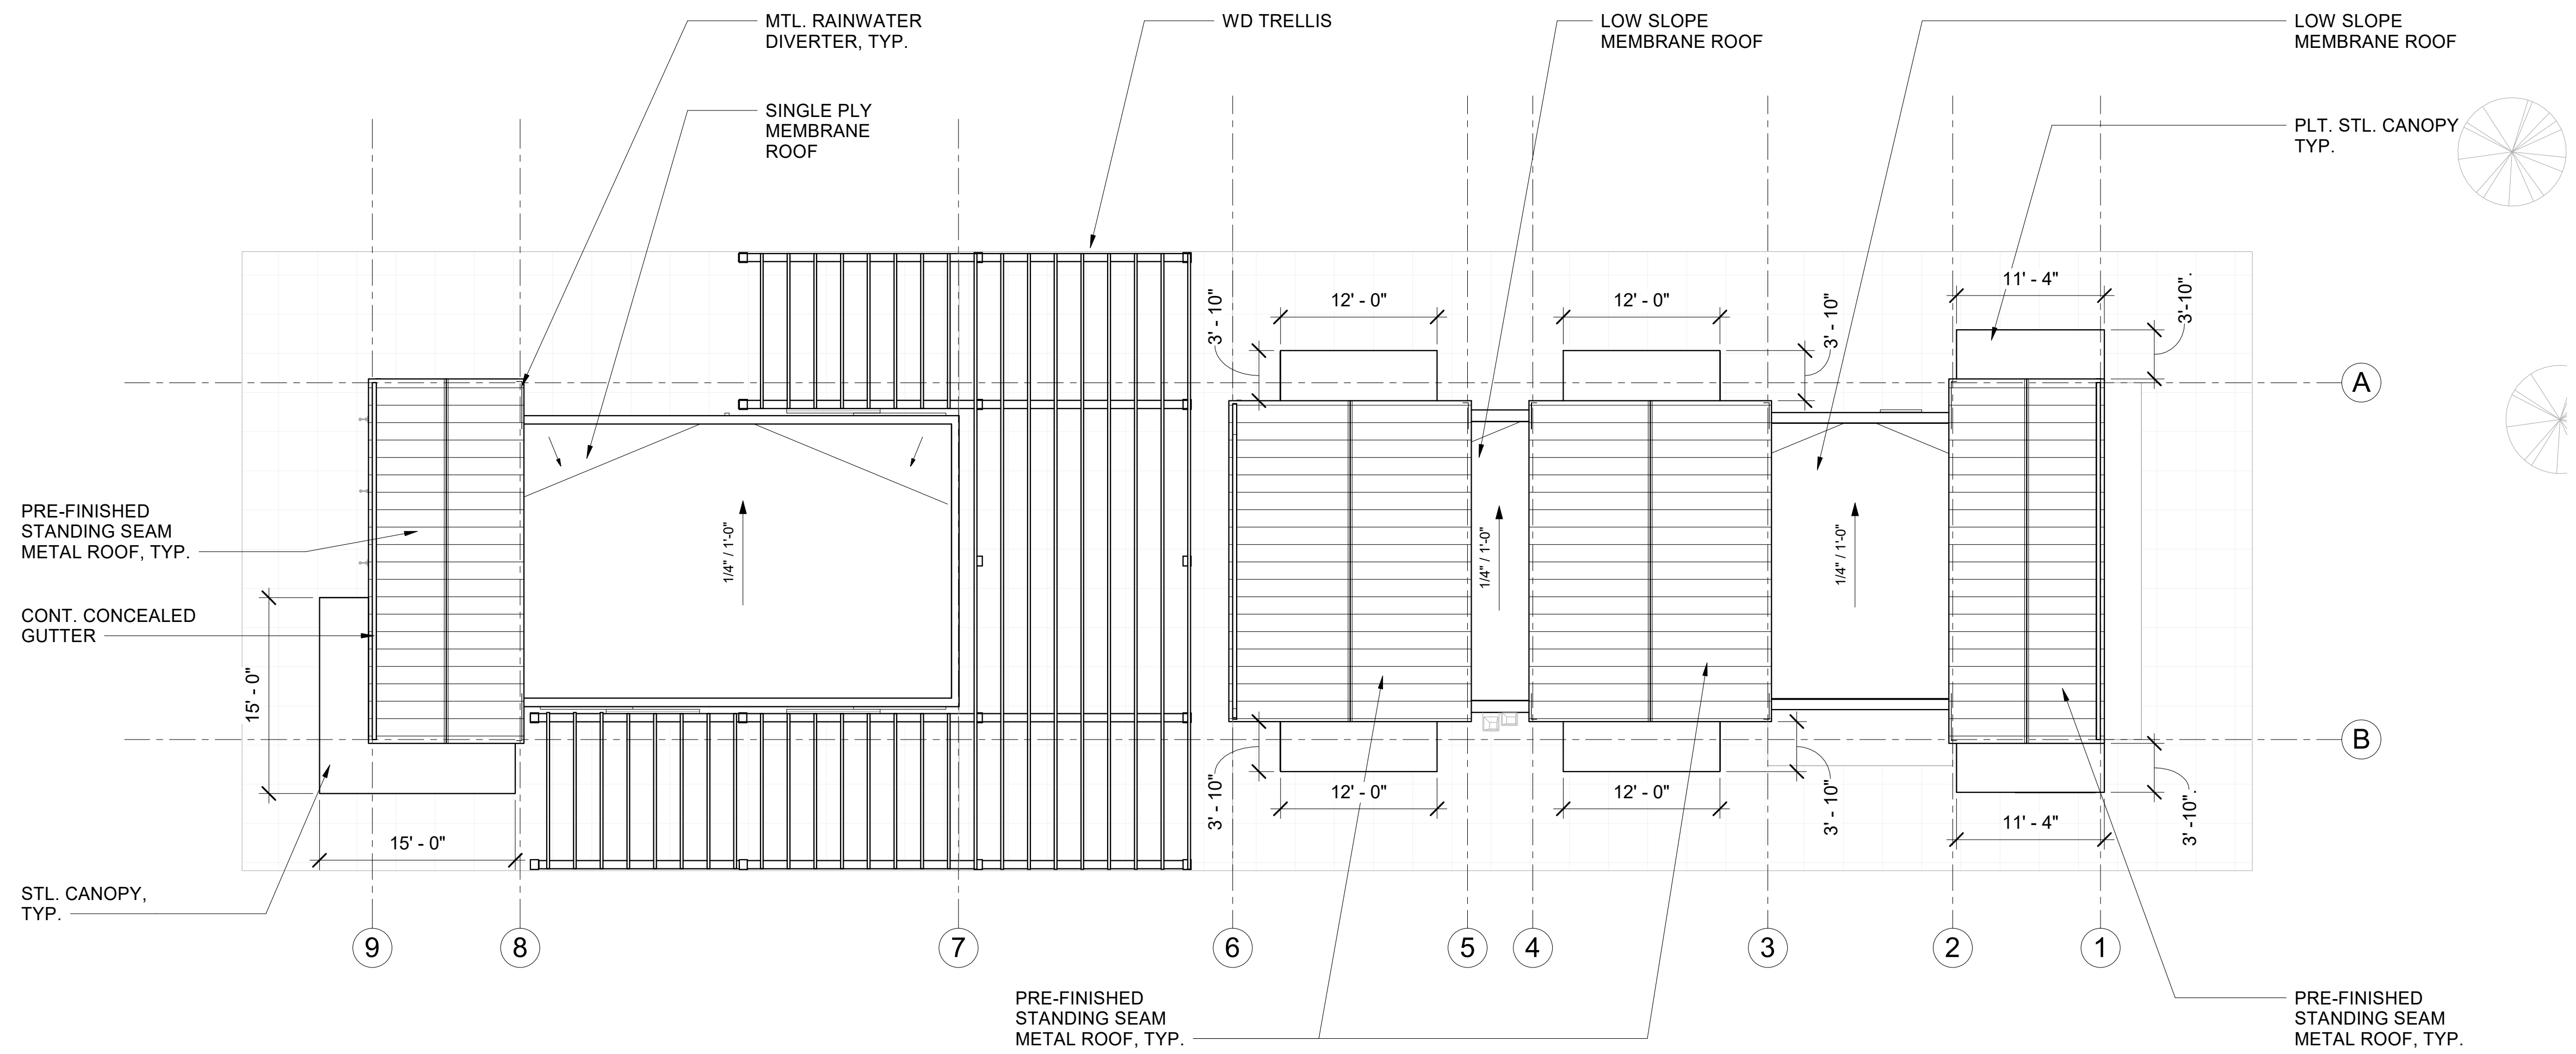 MTL. RAINWATER
DIVERTER, TYP.
WD TRELLIS
LOW SLOPE
MEMBRANE ROOF
LOW SLOPE
MEMBRANE ROOF
SINGLE PLY
MEMBRANE
ROOF
PLT. STL. CANOPY
TYP.
12' - 0"
12' - 0"
11' - 4"
3' - 10"
3' - 10"
3' -10".
A
PRE-FINISHED
STANDING SEAM
METAL ROOF, TYP.
1/4" / 1'-0"
1/4" / 1'-0"
1/4" / 1'-0"
CONT. CONCEALED
GUTTER
15' - 0"
B
3' - 10"
12' - 0"
12' - 0"
3' - 10"
11' - 4"
3' -10".
15' - 0"
STL. CANOPY,
TYP.
9
8
7
6
5
4
3
2
1
PRE-FINISHED
STANDING SEAM
METAL ROOF, TYP.
PRE-FINISHED
STANDING SEAM
METAL ROOF, TYP.